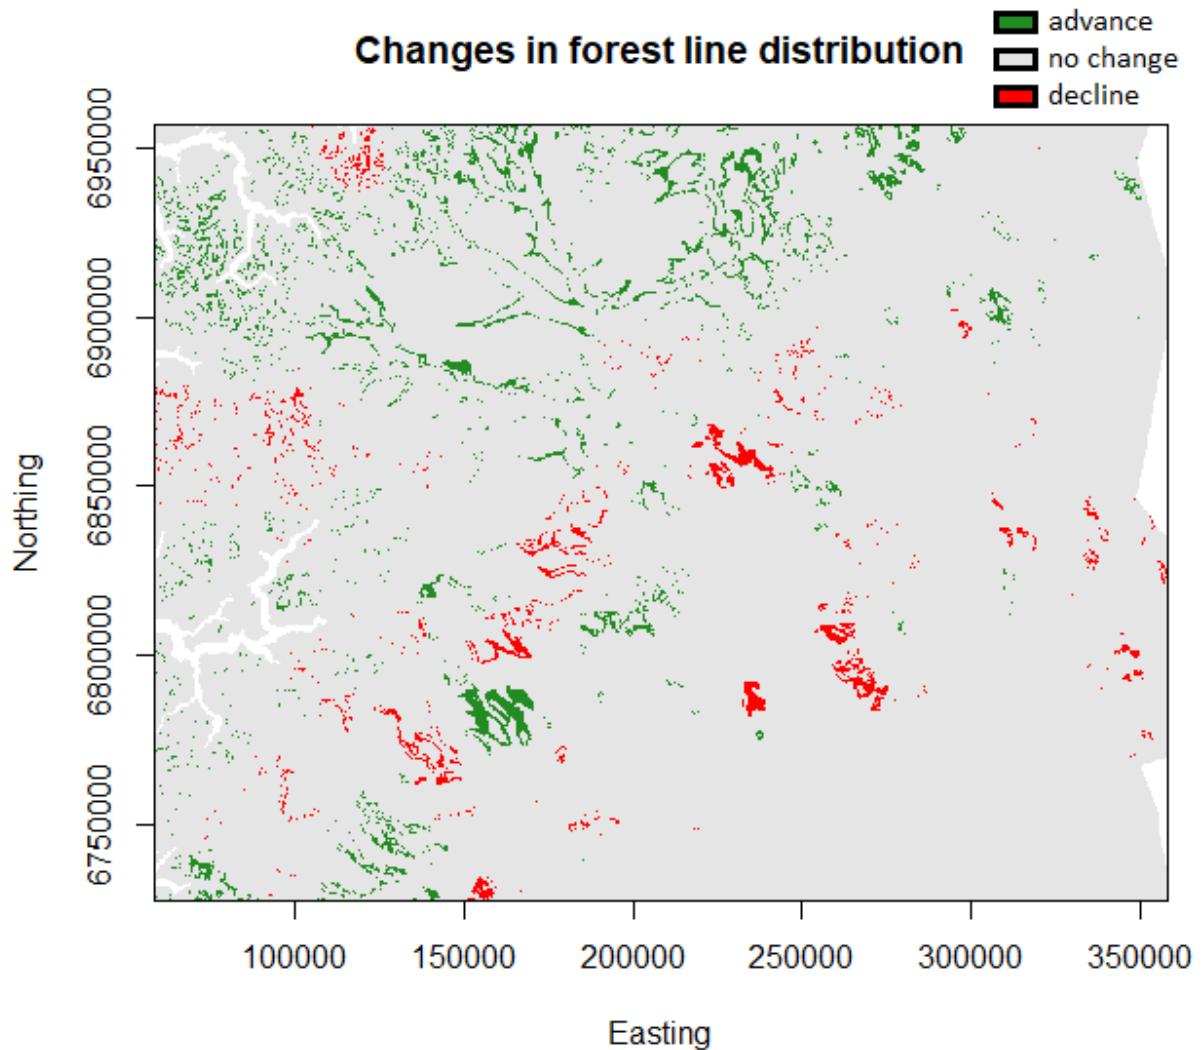 advance
Changes in forest line distribution
no change
decline
6950000
6900000
6850000
6800000
6750000
Northing
100000
150000
200000
250000
300000
350000
Easting